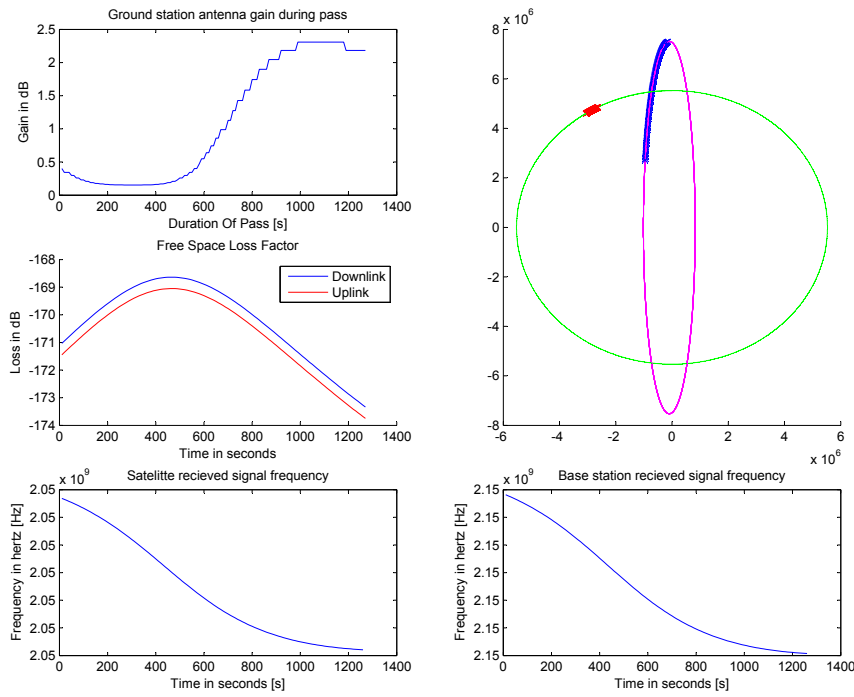 Ground station antenna gain during pass
2.5
2
1.5
1
0.5
0
Gain in dB
0 200 400 600 800 1000 1200 1400
Duration Of Pass [s]
Free Space Loss Factor
-168
-169
-170
-171
-172
-173
-174
Loss in dB
Downlink
Uplink
0 200 400 600 800 1000 1200 1400
Time in seconds
x 10^6
8
6
4
2
0
-2
-4
-6
-8
-6 -4 -2 0 2 4 6
x 10^6
x 10^9
Satelitte recieved signal frequency
2.05
2.05
2.05
2.05
2.05
2.05
2.05
Frequency in hertz [Hz]
0 200 400 600 800 1000 1200 1400
Time in seconds [s]
x 10^9
Base station recieved signal frequency
2.15
2.15
2.15
2.15
2.15
2.15
2.15
Frequency in hertz [Hz]
0 200 400 600 800 1000 1200 1400
Time in seconds [s]